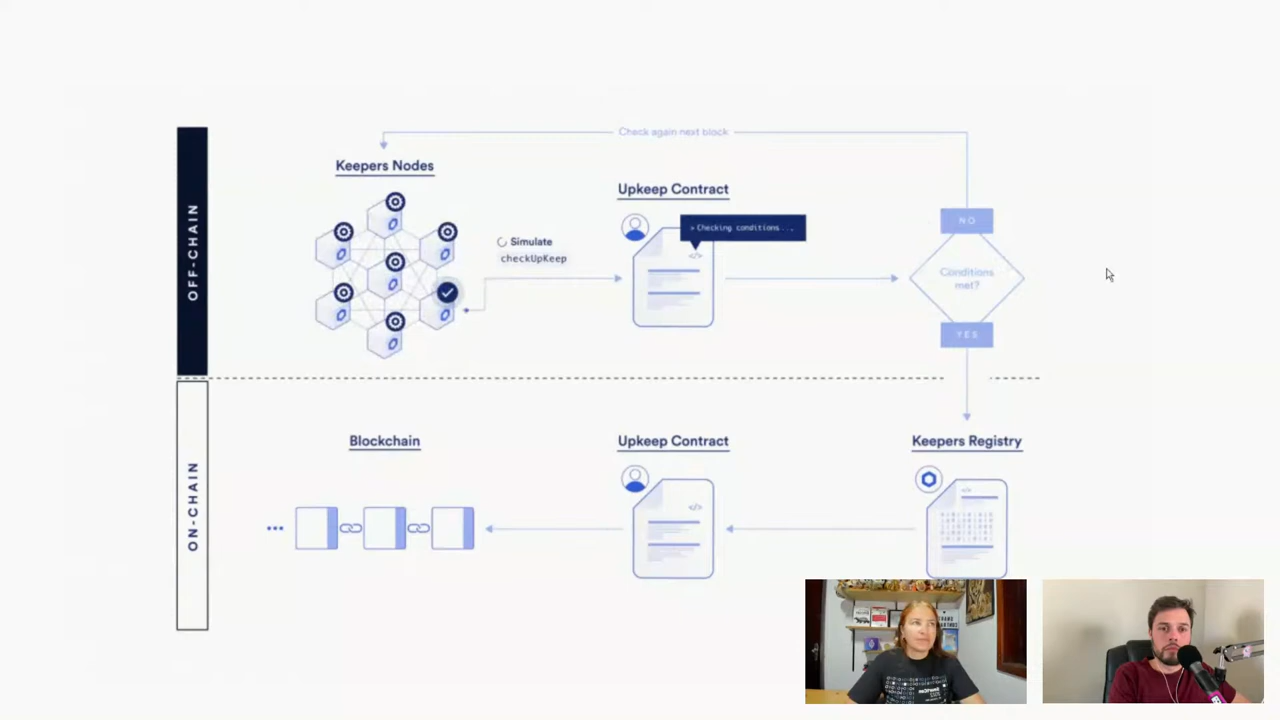 Check again next block
Keepers Nodes
Upkeep Contract
NO
> Checking conditions...
Simulate
checkUpKeep
</>
Conditions
met?
OFF-CHAIN
YES
Blockchain
Upkeep Contract
Keepers Registry
</>
</>
ON-CHAIN